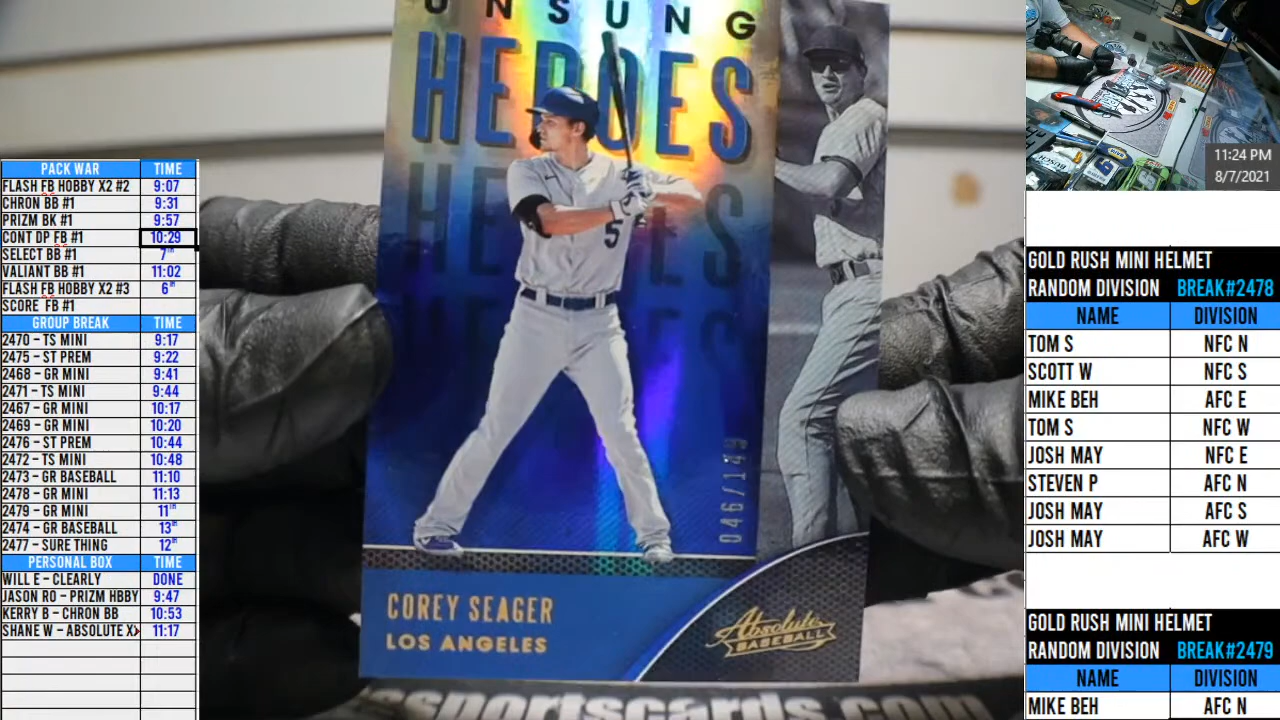 PACK WAR TIME
FLASH FB HOBBY X2 #2 9:07
CHRON BB #1 9:31
PRIZM BK #1 9:57
CONT DP FB #1 10:29
SELECT BB #1 7TH
VALIANT BB #1 11:02
FLASH FB HOBBY X2 #3 6TH
SCORE FB #1
GROUP BREAK TIME
2470 – TS MINI 9:17
2475 – ST PREM 9:22
2468 – GR MINI 9:41
2471 – TS MINI 9:44
2467 – GR MINI 10:17
2469 – GR MINI 10:20
2476 – ST PREM 10:44
2472 – TS MINI 10:48
2473 – GR BASEBALL 11:10
2478 – GR MINI 11:13
2479 – GR MINI 11TH
2474 – GR BASEBALL 13TH
2477 – SURE THING 12TH
PERSONAL BOX TIME
WILL E – CLEARLY DONE
JASON RO – PRIZM HBBY 9:47
KERRY B – CHRON BB 10:53
SHANE W – ABSOLUTE X 11:17
UNSUNG
HEROES
HEROES
HEROES
5
046/149
COREY SEAGER
LOS ANGELES
Absolute
BASEBALL
sssportscards.com
BUSCH
11:24 PM
8/7/2021
GOLD RUSH MINI HELMET
RANDOM DIVISION BREAK#2478
NAME DIVISION
TOM S NFC N
SCOTT W NFC S
MIKE BEH AFC E
TOM S NFC W
JOSH MAY NFC E
STEVEN P AFC N
JOSH MAY AFC S
JOSH MAY AFC W
GOLD RUSH MINI HELMET
RANDOM DIVISION BREAK#2479
NAME DIVISION
MIKE BEH AFC N